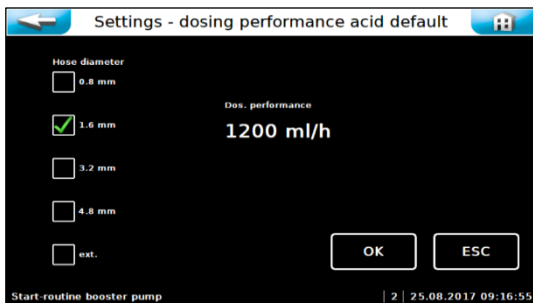 Settings - dosing performance acid default
Hose diameter
0.8 mm
1.6 mm
3.2 mm
4.8 mm
ext.
Dos. performance
1200 ml/h
OK
ESC
Start-routine booster pump
2
25.08.2017 09:16:55